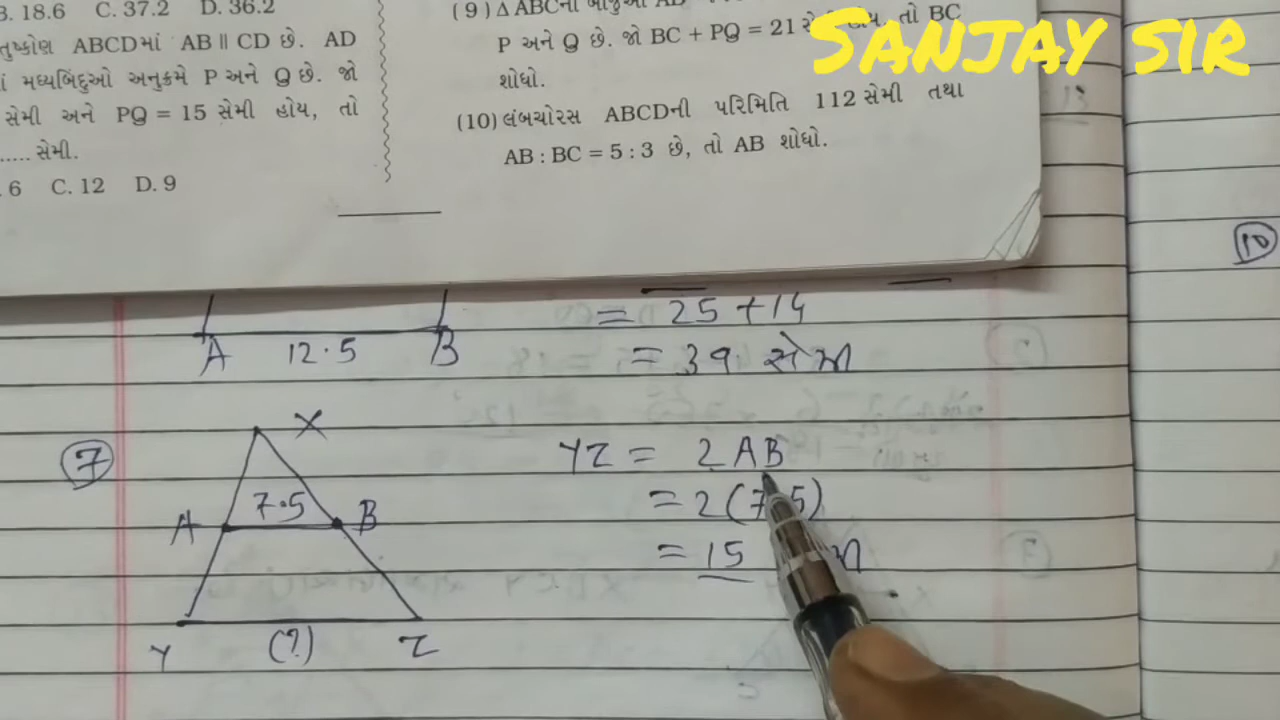 B. 18.6 C. 37.2 D. 36.2
તુષ્કોણ ABCDમાં AB || CD છે. AD
મધ્યબિંદુઓ અનુક્રમે P અને Q છે. જો
સેમી અને PQ = 15 સેમી હોય, તો
..... સેમી.
6 C. 12 D. 9
(9) Δ ABCની બાજુઓ AB
P અને Q છે. જો BC + PQ = 21 તો BC
શોધો.
(10) લંબચોરસ ABCDની પરિમિતિ 112 સેમી તથા
AB : BC = 5 : 3 છે, તો AB શોધો.
SANJAY SIR
13
10
= 25 + 14
A 12.5 B
= 39 સેમી
7
X
A 7.5 B
Y (?) Z
YZ = 2AB
= 2(7.5)
= 15